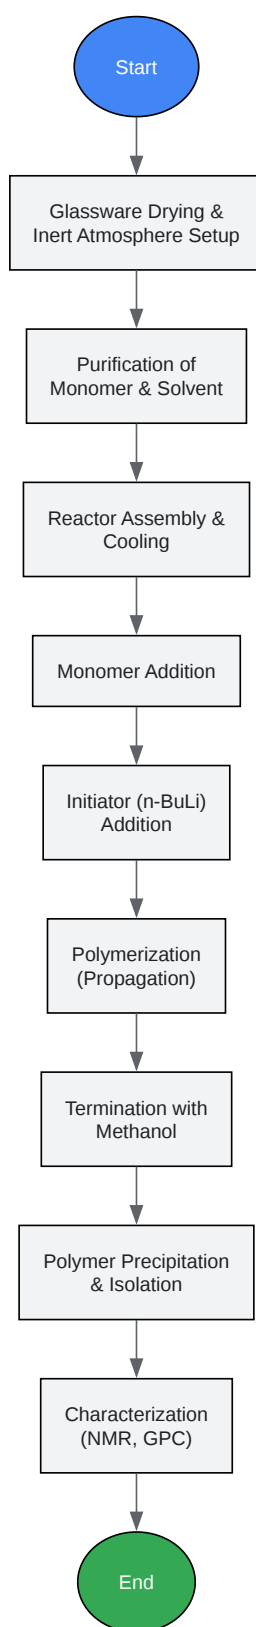 Start
Glassware Drying &
Inert Atmosphere Setup
Purification of
Monomer & Solvent
Reactor Assembly &
Cooling
Monomer Addition
Initiator (n-BuLi)
Addition
Polymerization
(Propagation)
Termination with
Methanol
Polymer Precipitation
& Isolation
Characterization
(NMR, GPC)
End